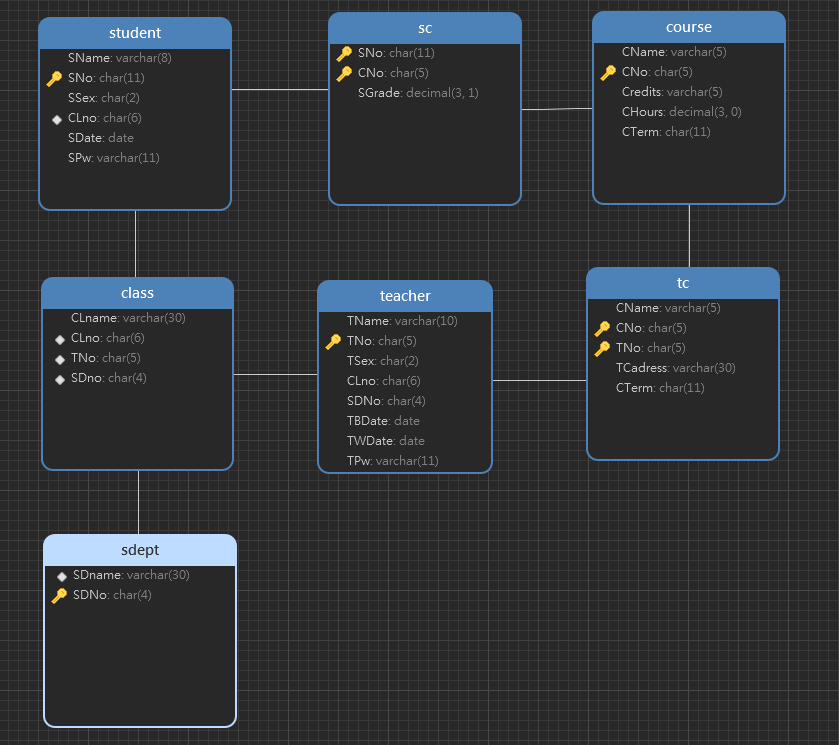 student
SName: varchar(8)
SNo: char(11)
SSex: char(2)
CLno: char(6)
SDate: date
SPw: varchar(11)
sc
SNo: char(11)
CNo: char(5)
SGrade: decimal(3, 1)
course
CName: varchar(5)
CNo: char(5)
Credits: varchar(5)
CHours: decimal(3, 0)
CTerm: char(11)
class
CLname: varchar(30)
CLno: char(6)
TNo: char(5)
SDno: char(4)
teacher
TName: varchar(10)
TNo: char(5)
TSex: char(2)
CLno: char(6)
SDNo: char(4)
TBDate: date
TWDate: date
TPw: varchar(11)
tc
CName: varchar(5)
CNo: char(5)
TNo: char(5)
TCadress: varchar(30)
CTerm: char(11)
sdept
SDname: varchar(30)
SDNo: char(4)